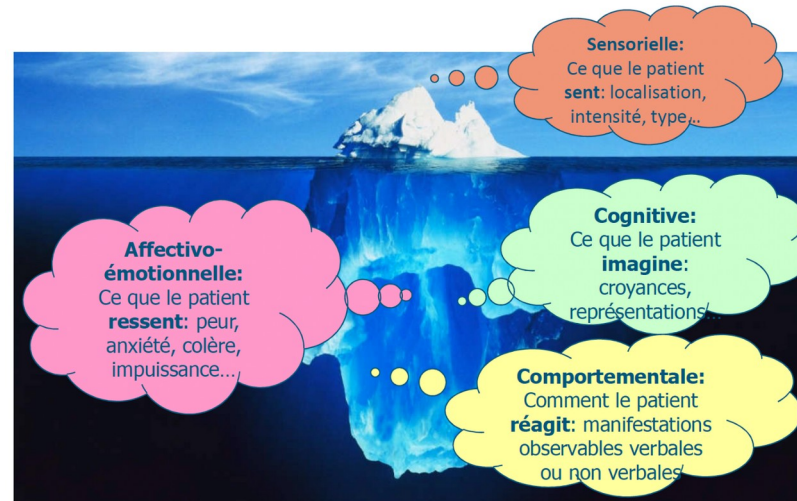 Sensorielle:
Ce que le patient
sent: localisation,
intensité, type…
Affectivo-
émotionnelle:
Ce que le patient
ressent: peur,
anxiété, colère,
impuissance…
Cognitive:
Ce que le patient
imagine:
croyances,
représentations…
Comportementale:
Comment le patient
réagit: manifestations
observables verbales
ou non verbales